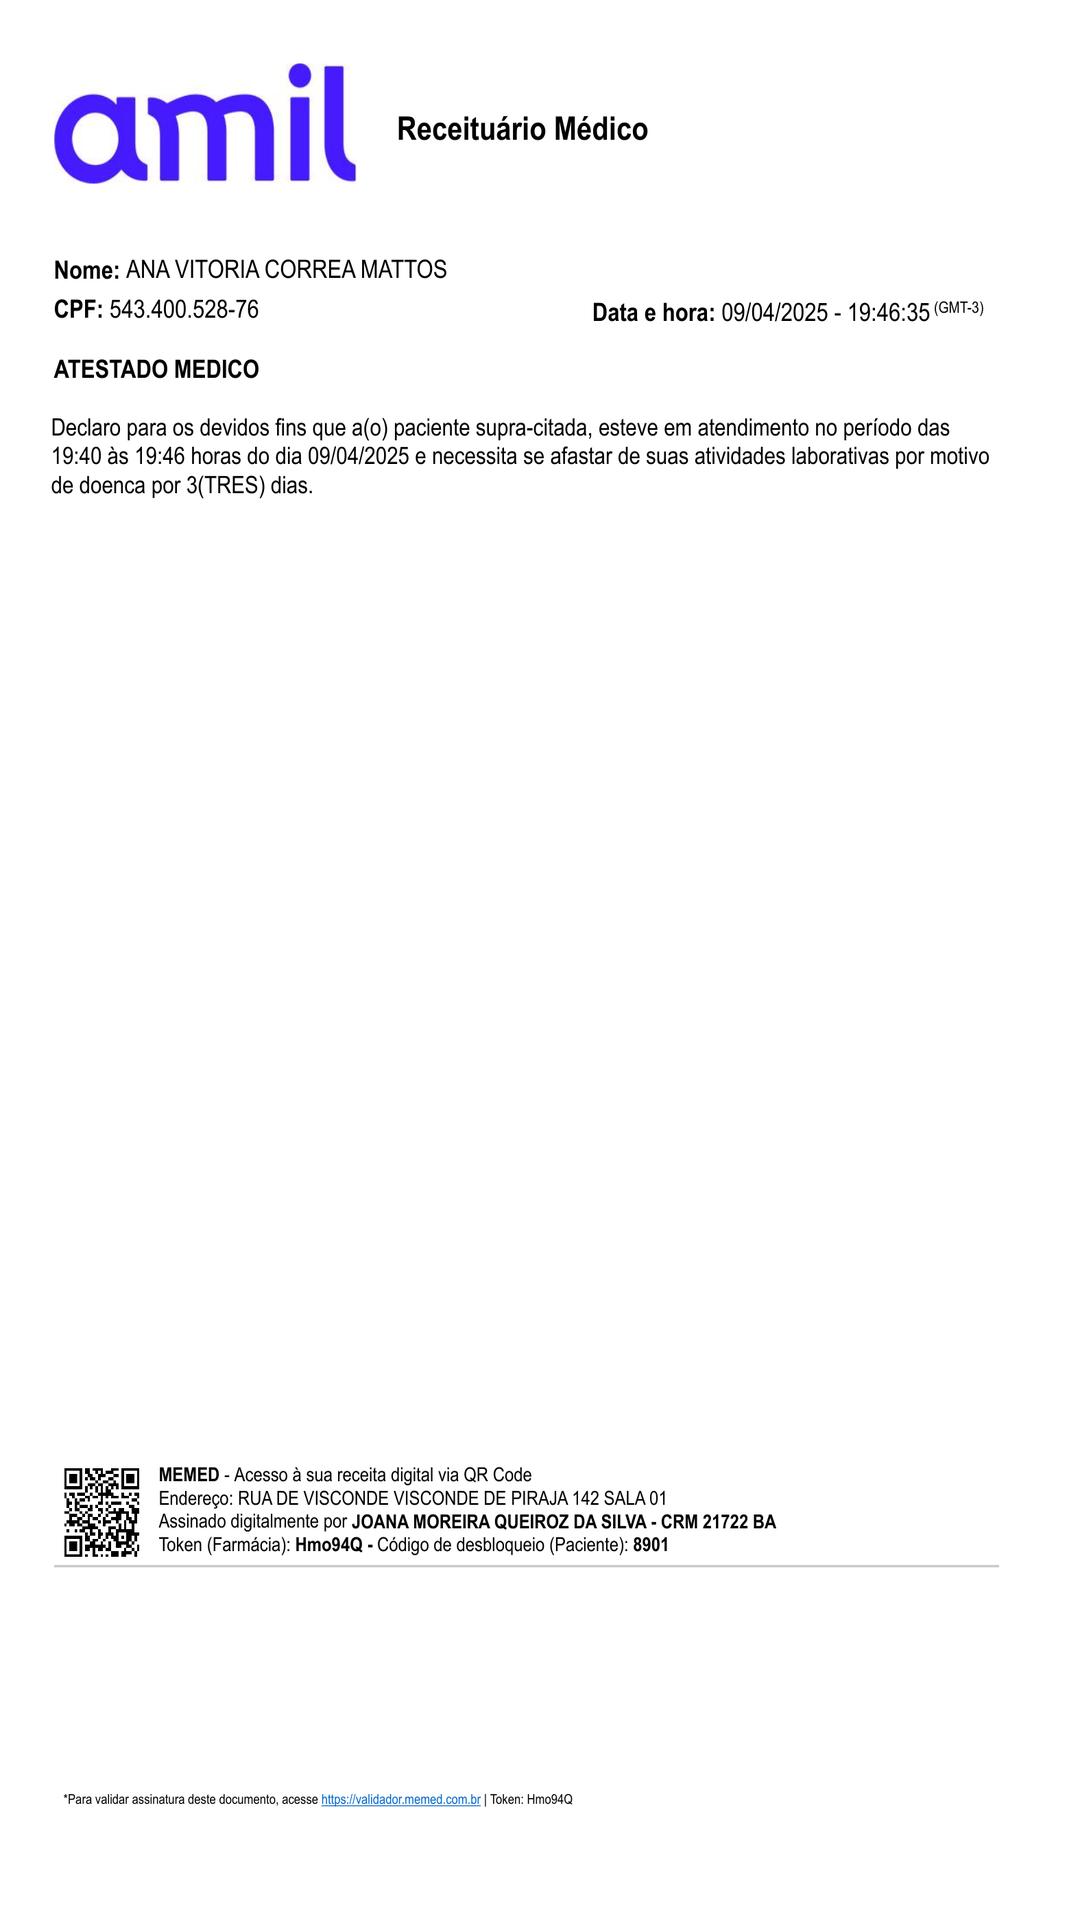 amil
Receituário Médico
Nome: ANA VITORIA CORREA MATTOS
CPF: 543.400.528-76
Data e hora: 09/04/2025 - 19:46:35 (GMT-3)
ATESTADO MEDICO
Declaro para os devidos fins que a(o) paciente supra-citada, esteve em atendimento no período das
19:40 às 19:46 horas do dia 09/04/2025 e necessita se afastar de suas atividades laborativas por motivo
de doenca por 3(TRES) dias.
MEMED - Acesso à sua receita digital via QR Code
Endereço: RUA DE VISCONDE VISCONDE DE PIRAJA 142 SALA 01
Assinado digitalmente por JOANA MOREIRA QUEIROZ DA SILVA - CRM 21722 BA
Token (Farmácia): Hmo94Q - Código de desbloqueio (Paciente): 8901
*Para validar assinatura deste documento, acesse https://validador.memed.com.br | Token: Hmo94Q